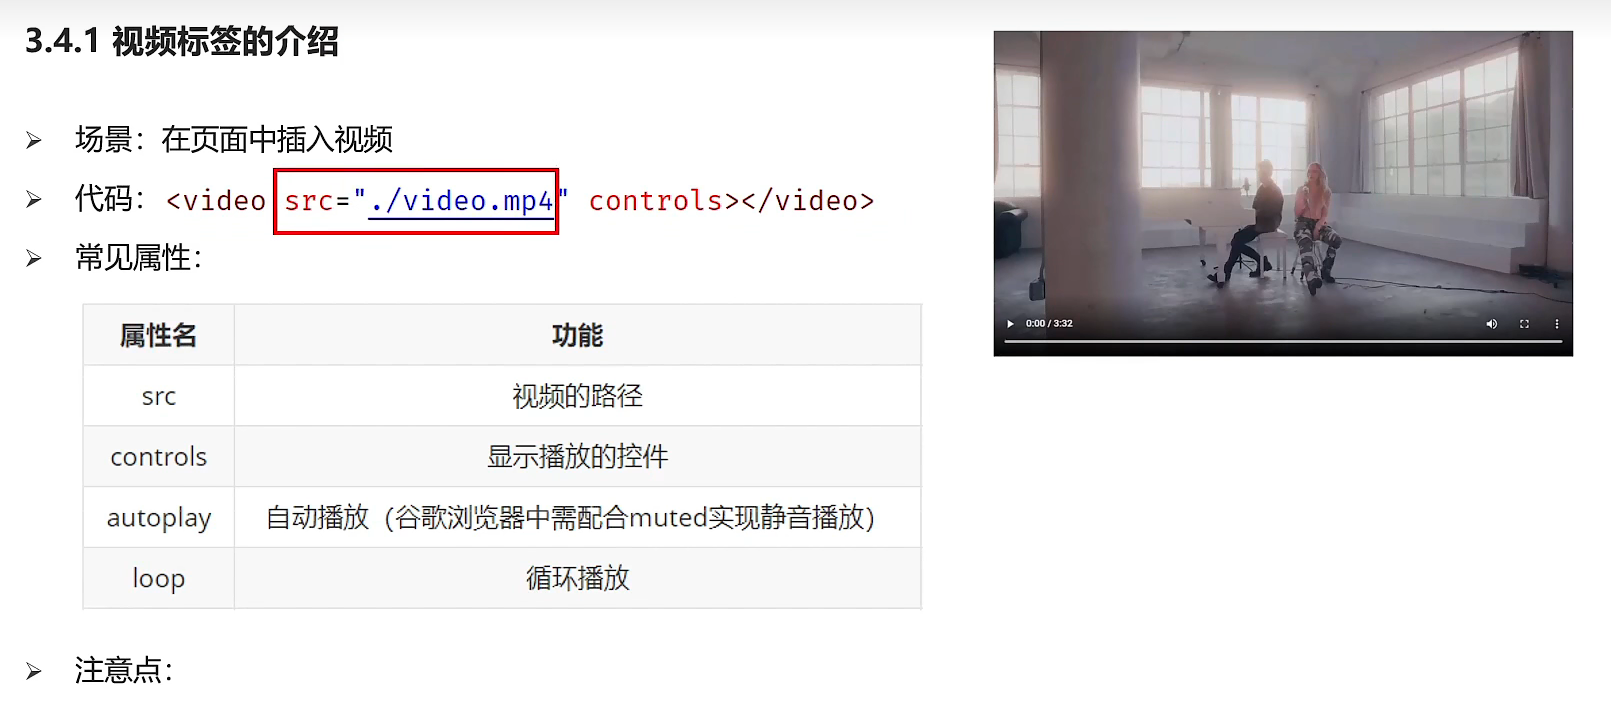 3.4.1 视频标签的介绍
场景：在页面中插入视频
代码：<video src="./video.mp4" controls></video>
常见属性：
属性名 功能
src 视频的路径
controls 显示播放的控件
autoplay 自动播放（谷歌浏览器中需配合muted实现静音播放）
loop 循环播放
注意点：
0:00 / 3:32